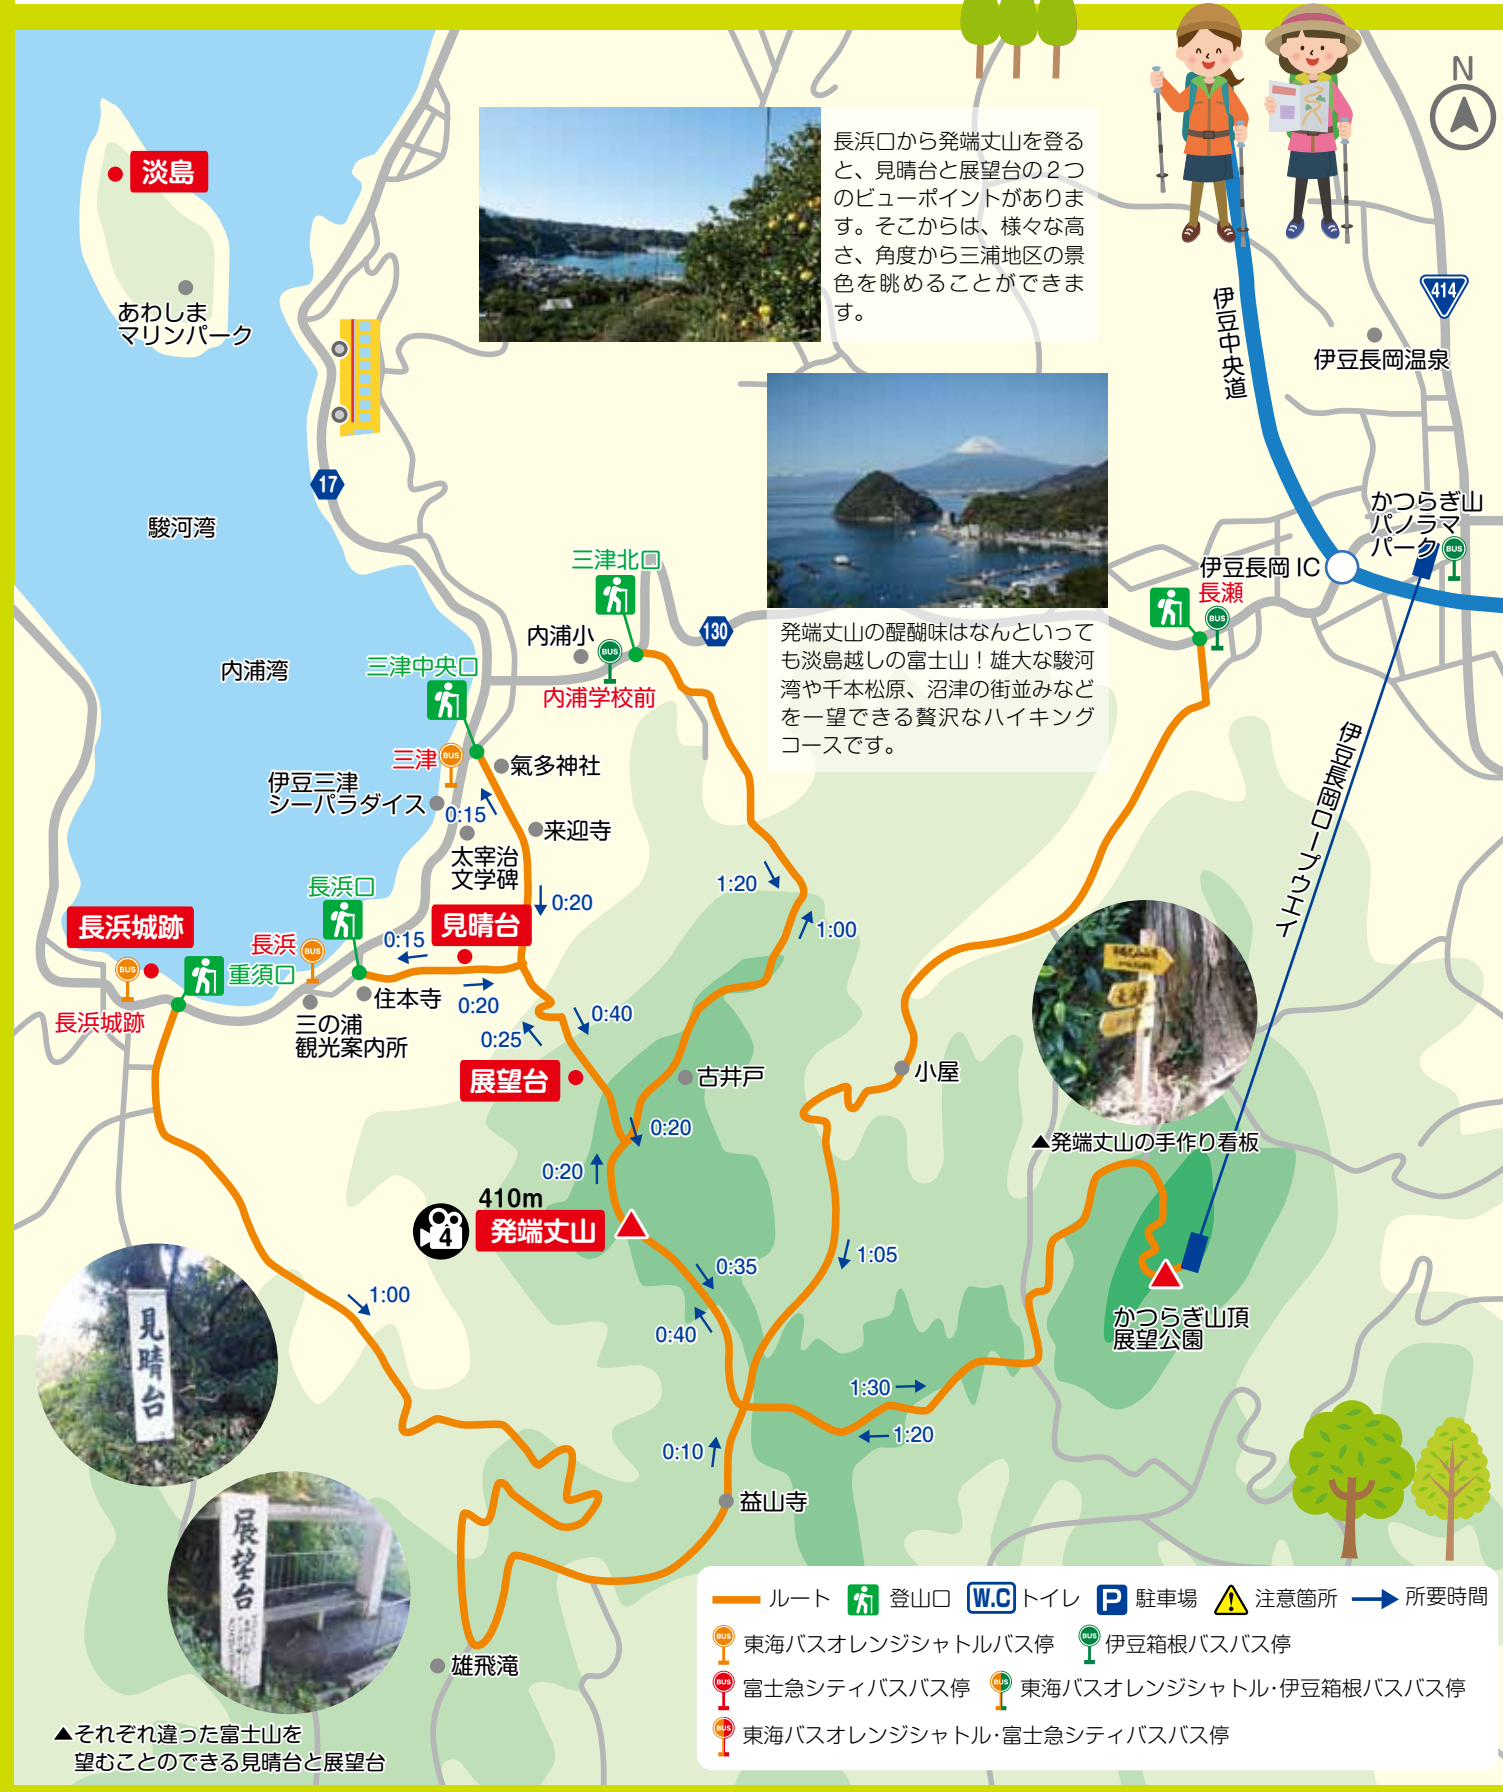 N
淡島
あわしま
マリンパーク
長浜口から発端丈山を登る
と、見晴台と展望台の２つ
のビューポイントがありま
す。そこからは、様々な高
さ、角度から三浦地区の景
色を眺めることができま
す。
伊豆中央道
414
伊豆長岡温泉
17
駿河湾
かつらぎ山
パノラマ
パーク
BUS
伊豆長岡 IC
長瀬
BUS
三津北口
内浦小
BUS
内浦学校前
130
発端丈山の醍醐味はなんといって
も淡島越しの富士山！雄大な駿河
湾や千本松原、沼津の街並みなど
を一望できる贅沢なハイキング
コースです。
内浦湾
三津中央口
三津
BUS
氣多神社
伊豆三津
シーパラダイス
0:15
来迎寺
太宰治
文学碑
伊豆長岡ロープウエイ
長浜口
0:20
1:20
1:00
長浜城跡
見晴台
長浜
BUS
0:15
BUS
重須口
住本寺
0:20
長浜城跡
三の浦
観光案内所
0:40
0:25
展望台
古井戸
小屋
0:20
▲発端丈山の手作り看板
0:20
410m
4
発端丈山
0:35
1:05
1:00
0:40
かつらぎ山頂
展望公園
見晴台
1:30
1:20
0:10
益山寺
展望台
雄飛滝
▲それぞれ違った富士山を
望むことのできる見晴台と展望台
ルート 登山口 W.C トイレ P 駐車場 注意箇所 所要時間
BUS 東海バスオレンジシャトルバス停 BUS 伊豆箱根バスバス停
BUS 富士急シティバスバス停 BUS 東海バスオレンジシャトル・伊豆箱根バスバス停
BUS 東海バスオレンジシャトル・富士急シティバスバス停